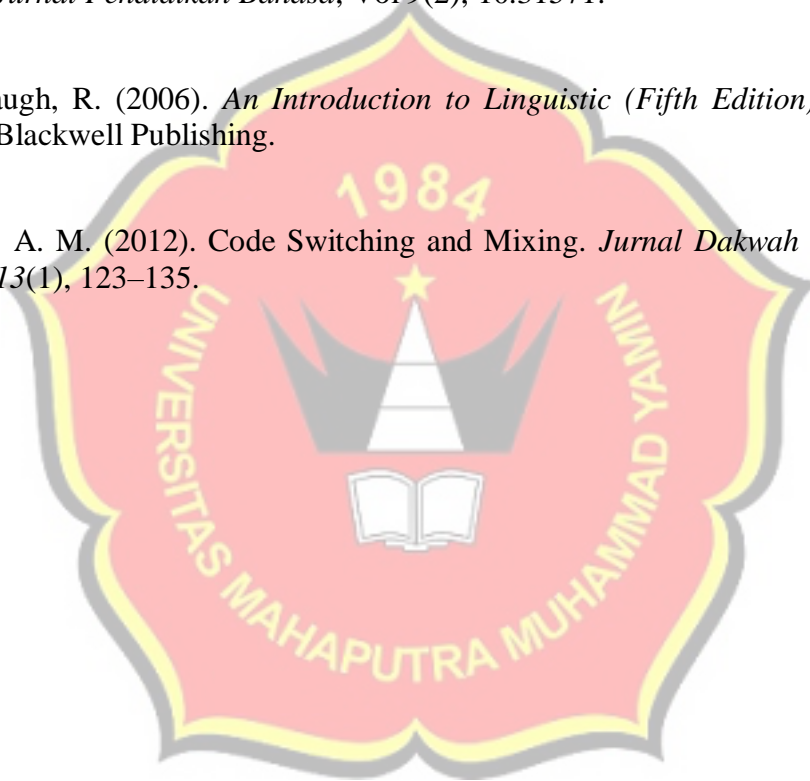 Jurnal Pendidikan Bahasa, Vol 9(2), 10.31571.
augh, R. (2006). An Introduction to Linguistic (Fifth Edition)
Blackwell Publishing.
1984
A. M. (2012). Code Switching and Mixing. Jurnal Dakwah
13(1), 123–135.
UNIVERSITAS MAHAPUTRA MUHAMMAD YAMIN